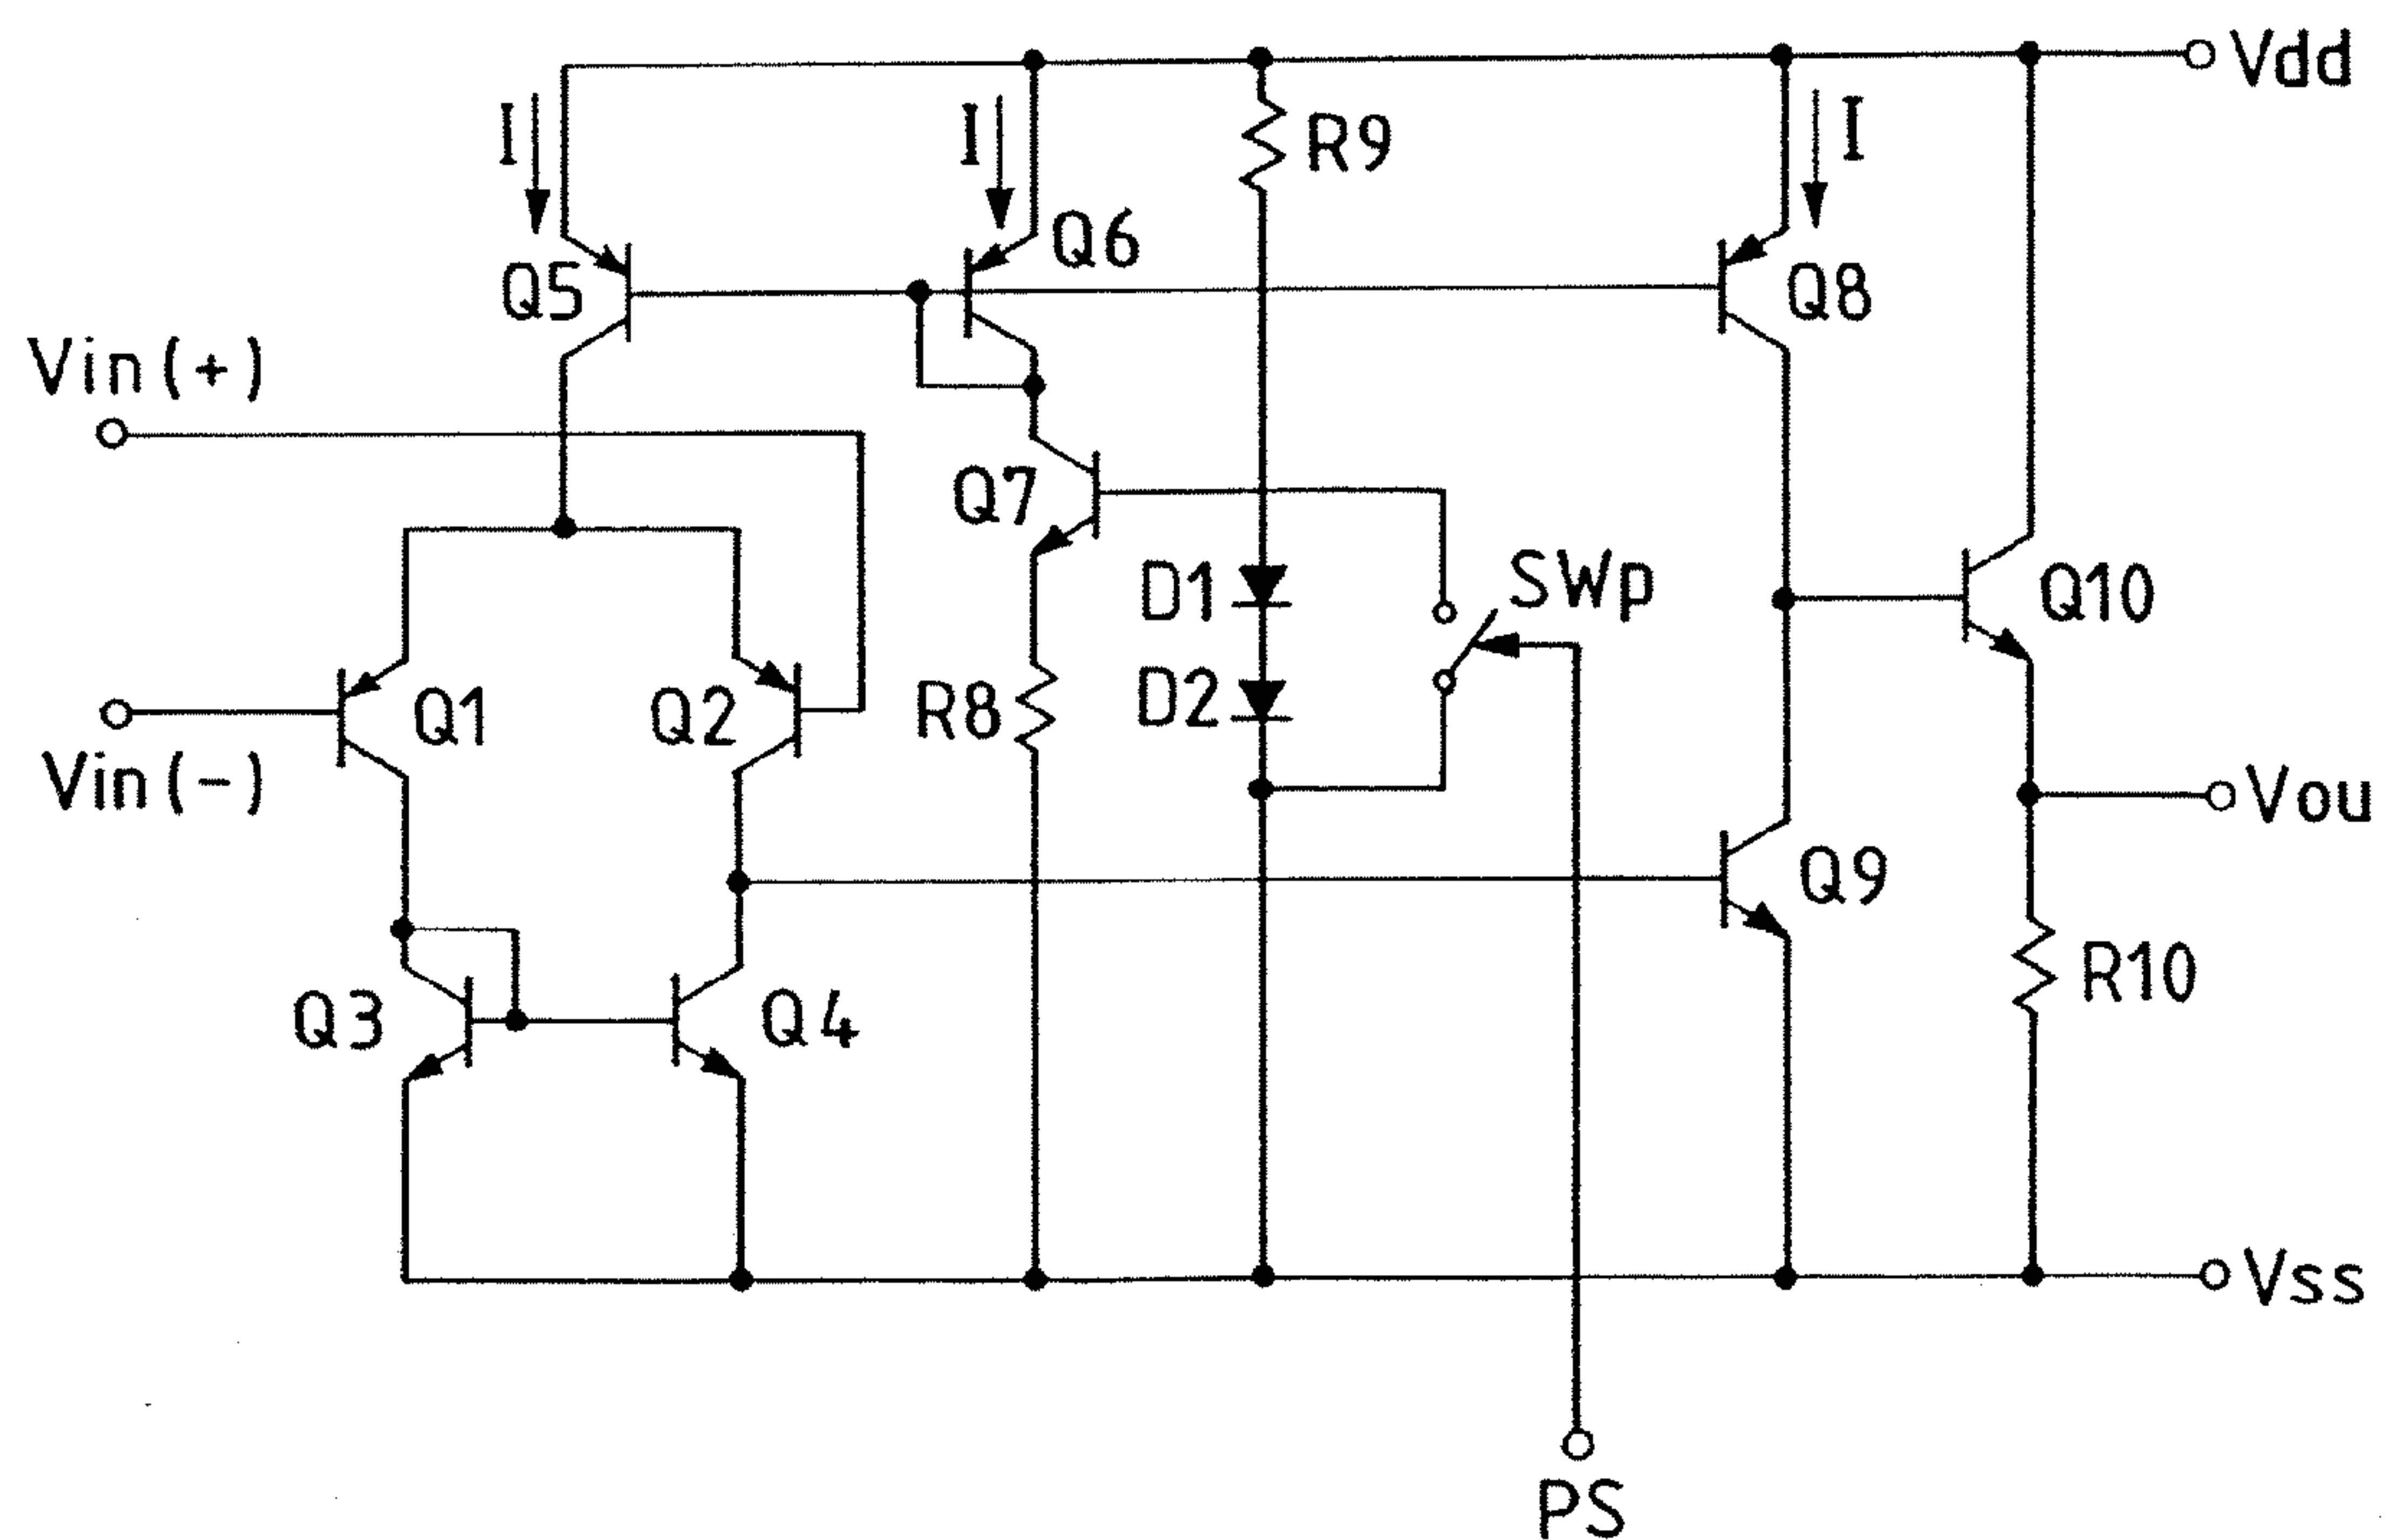 Vdd
I
I
R9
I
Q6
Q5
Q8
Vin(+)
Q7
D1
SWp
Q10
Q1
Q2
R8
D2
Vin(-)
Vou
Q9
R10
Q3
Q4
Vss
PS